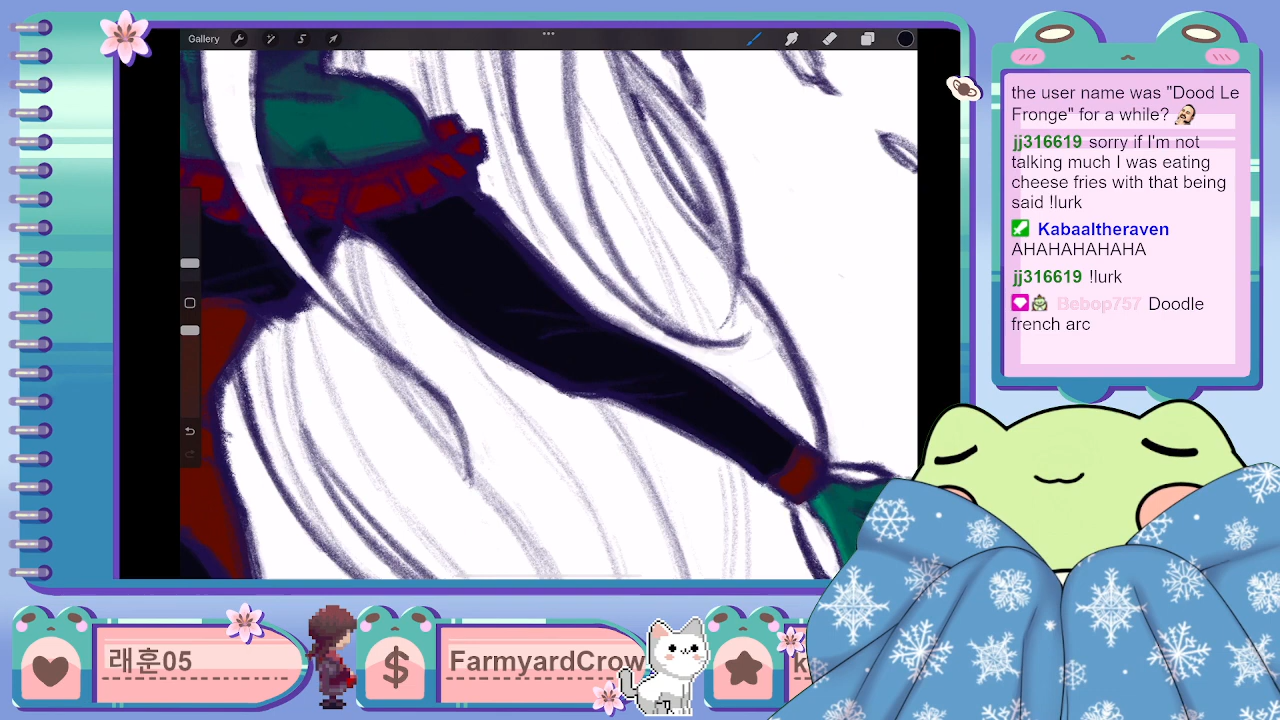 Gallery
the user name was "Dood Le
Fronge" for a while?
jj316619 sorry if I'm not
talking much I was eating
cheese fries with that being
said !lurk
Kabaaltheraven
AHAHAHAHAHA
jj316619 !lurk
Bebop757 Doodle
french arc
래훈05
FarmyardCrow
k